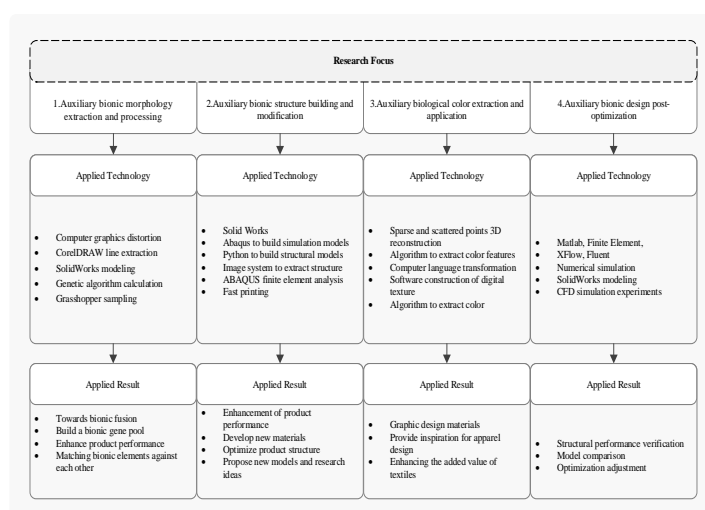 Research Focus
1.Auxiliary bionic morphology
extraction and processing
2.Auxiliary bionic structure building and
modification
3.Auxiliary biological color extraction and
application
4.Auxiliary bionic design post-
optimization
Applied Technology
Applied Technology
Applied Technology
Applied Technology
• Computer graphics distortion
• CorelDRAW line extraction
• SolidWorks modeling
• Genetic algorithm calculation
• Grasshopper sampling
• Solid Works
• Abaqus to build simulation models
• Python to build structural models
• Image system to extract structure
• ABAQUS finite element analysis
• Fast printing
• Sparse and scattered points 3D
reconstruction
• Algorithm to extract color features
• Computer language transformation
• Software construction of digital
texture
• Algorithm to extract color
• Matlab, Finite Element,
• XFlow, Fluent
• Numerical simulation
• SolidWorks modeling
• CFD simulation experiments
Applied Result
Applied Result
Applied Result
Applied Result
• Towards bionic fusion
• Build a bionic gene pool
• Enhance product performance
• Matching bionic elements against
each other
• Enhancement of product
performance
• Develop new materials
• Optimize product structure
• Propose new models and research
ideas
• Graphic design materials
• Provide inspiration for apparel
design
• Enhancing the added value of
textiles
• Structural performance verification
• Model comparison
• Optimization adjustment